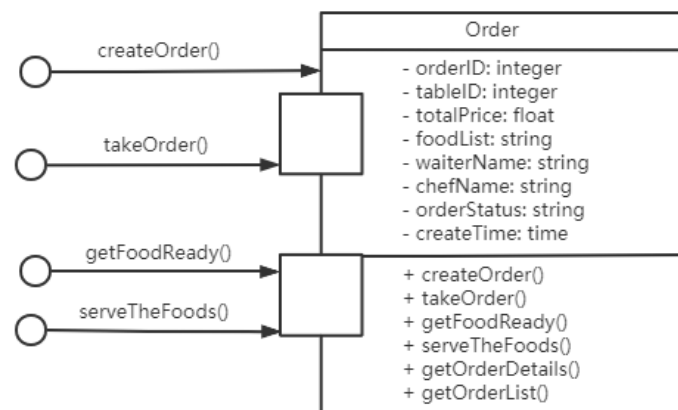 Order
createOrder()
takeOrder()
getFoodReady()
serveTheFoods()
- orderID: integer
- tableID: integer
- totalPrice: float
- foodList: string
- waiterName: string
- chefName: string
- orderStatus: string
- createTime: time
+ createOrder()
+ takeOrder()
+ getFoodReady()
+ serveTheFoods()
+ getOrderDetails()
+ getOrderList()